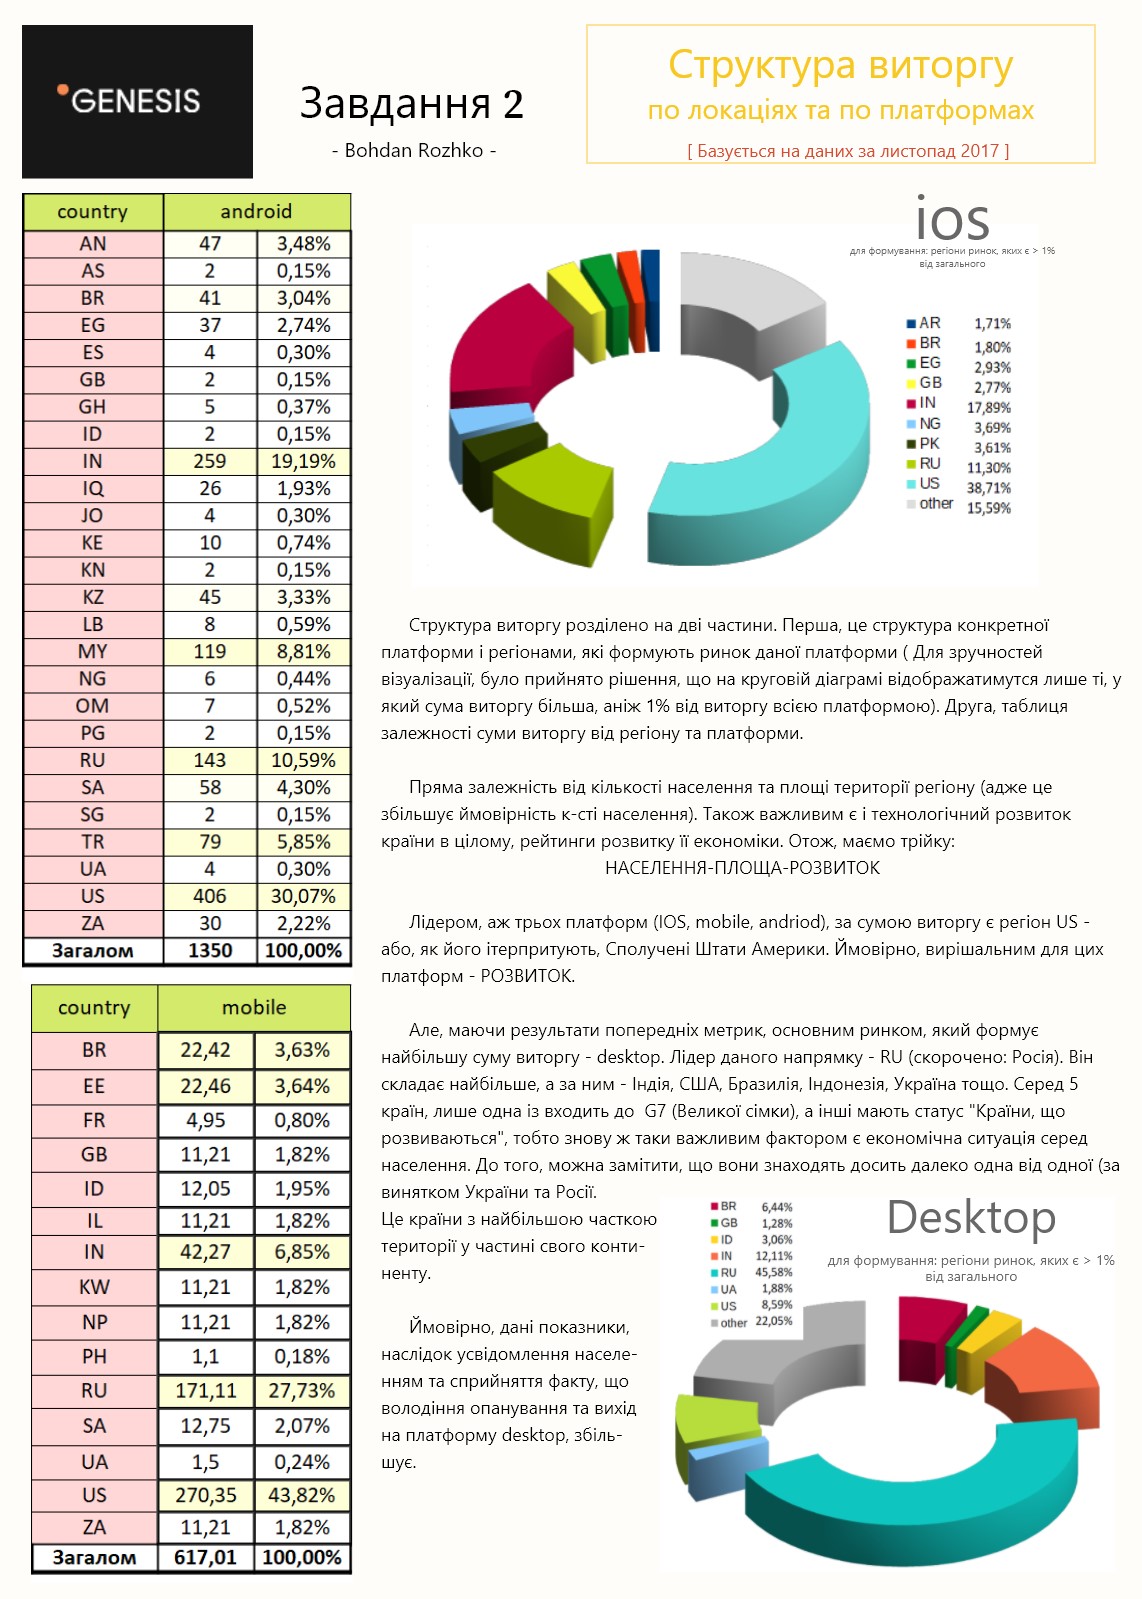 GENESIS
Завдання 2
- Bohdan Rozhko -
Структура виторгу
по локаціях та по платформах
[ Базується на даних за листопад 2017 ]
country android
AN 47 3,48%
AS 2 0,15%
BR 41 3,04%
EG 37 2,74%
ES 4 0,30%
GB 2 0,15%
GH 5 0,37%
ID 2 0,15%
IN 259 19,19%
IQ 26 1,93%
JO 4 0,30%
KE 10 0,74%
KN 2 0,15%
KZ 45 3,33%
LB 8 0,59%
MY 119 8,81%
NG 6 0,44%
OM 7 0,52%
PG 2 0,15%
RU 143 10,59%
SA 58 4,30%
SG 2 0,15%
TR 79 5,85%
UA 4 0,30%
US 406 30,07%
ZA 30 2,22%
Загалом 1350 100,00%
country mobile
BR 22,42 3,63%
EE 22,46 3,64%
FR 4,95 0,80%
GB 11,21 1,82%
ID 12,05 1,95%
IL 11,21 1,82%
IN 42,27 6,85%
KW 11,21 1,82%
NP 11,21 1,82%
PH 1,1 0,18%
RU 171,11 27,73%
SA 12,75 2,07%
UA 1,5 0,24%
US 270,35 43,82%
ZA 11,21 1,82%
Загалом 617,01 100,00%
ios
для формування: регіони ринок, яких є > 1%
від загального
AR 1,71%
BR 1,80%
EG 2,93%
GB 2,77%
IN 17,89%
NG 3,69%
PK 3,61%
RU 11,30%
US 38,71%
other 15,59%
Структура виторгу розділено на дві частини. Перша, це структура конкретної
платформи і регіонами, які формують ринок даної платформи ( Для зручностей
візуалізації, було прийнято рішення, що на круговій діаграмі відображатимутся лише ті, у
який сума виторгу більша, аніж 1% від виторгу всією платформою). Друга, таблиця
залежності суми виторгу від регіону та платформи.
Пряма залежність від кількості населення та площі території регіону (адже це
збільшує ймовірність к-сті населення). Також важливим є і технологічний розвиток
країни в цілому, рейтинги розвитку її економіки. Отож, маємо трійку:
НАСЕЛЕННЯ-ПЛОЩА-РОЗВИТОК
Лідером, аж трьох платформ (IOS, mobile, andriod), за сумою виторгу є регіон US -
або, як його ітерпритують, Сполучені Штати Америки. Ймовірно, вирішальним для цих
платформ - РОЗВИТОК.
Але, маючи результати попередніх метрик, основним ринком, який формує
найбільшу суму виторгу - desktop. Лідер даного напрямку - RU (скорочено: Росія). Він
складає найбільше, а за ним - Індія, США, Бразилія, Індонезія, Україна тощо. Серед 5
країн, лише одна із входить до G7 (Великої сімки), а інші мають статус "Країни, що
розвиваються", тобто знову ж таки важливим фактором є економічна ситуація серед
населення. До того, можна замітити, що вони знаходять досить далеко одна від одної (за
винятком України та Росії.
Це країни з найбільшою часткою
території у частині свого конти-
ненту.
Ймовірно, дані показники,
наслідок усвідомлення населе-
нням та сприйняття факту, що
володіння опанування та вихід
на платформу desktop, збіль-
шує.
Desktop
для формування: регіони ринок, яких є > 1%
від загального
BR 6,44%
GB 1,28%
ID 3,06%
IN 12,11%
RU 45,58%
UA 1,88%
US 8,59%
other 22,05%